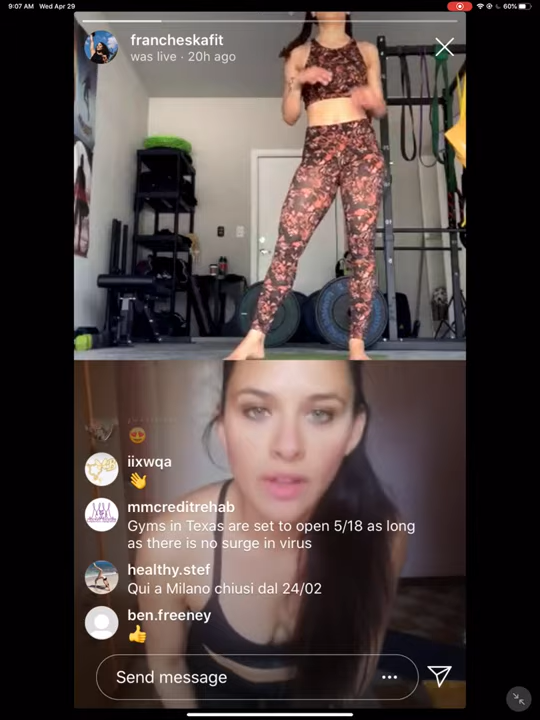 9:07 AM Wed Apr 29
60%
francheskafit
was live · 20h ago
😍
iixwqa
👋
mmcreditrehab
Gyms in Texas are set to open 5/18 as long
as there is no surge in virus
healthy.stef
Qui a Milano chiusi dal 24/02
ben.freeney
👍
Send message